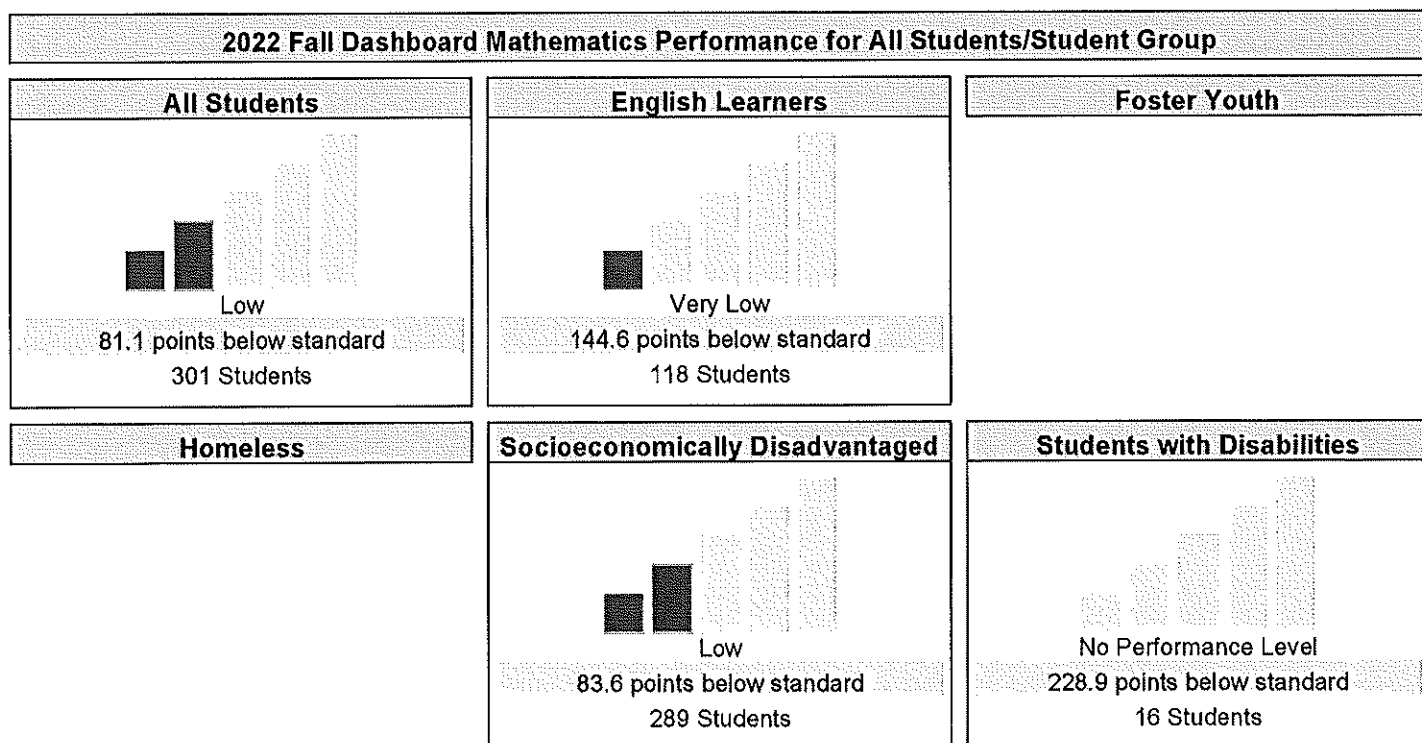 2022 Fall Dashboard Mathematics Performance for All Students/Student Group
All Students
Low
81.1 points below standard
301 Students
English Learners
Very Low
144.6 points below standard
118 Students
Foster Youth
Homeless
Socioeconomically Disadvantaged
Low
83.6 points below standard
289 Students
Students with Disabilities
No Performance Level
228.9 points below standard
16 Students